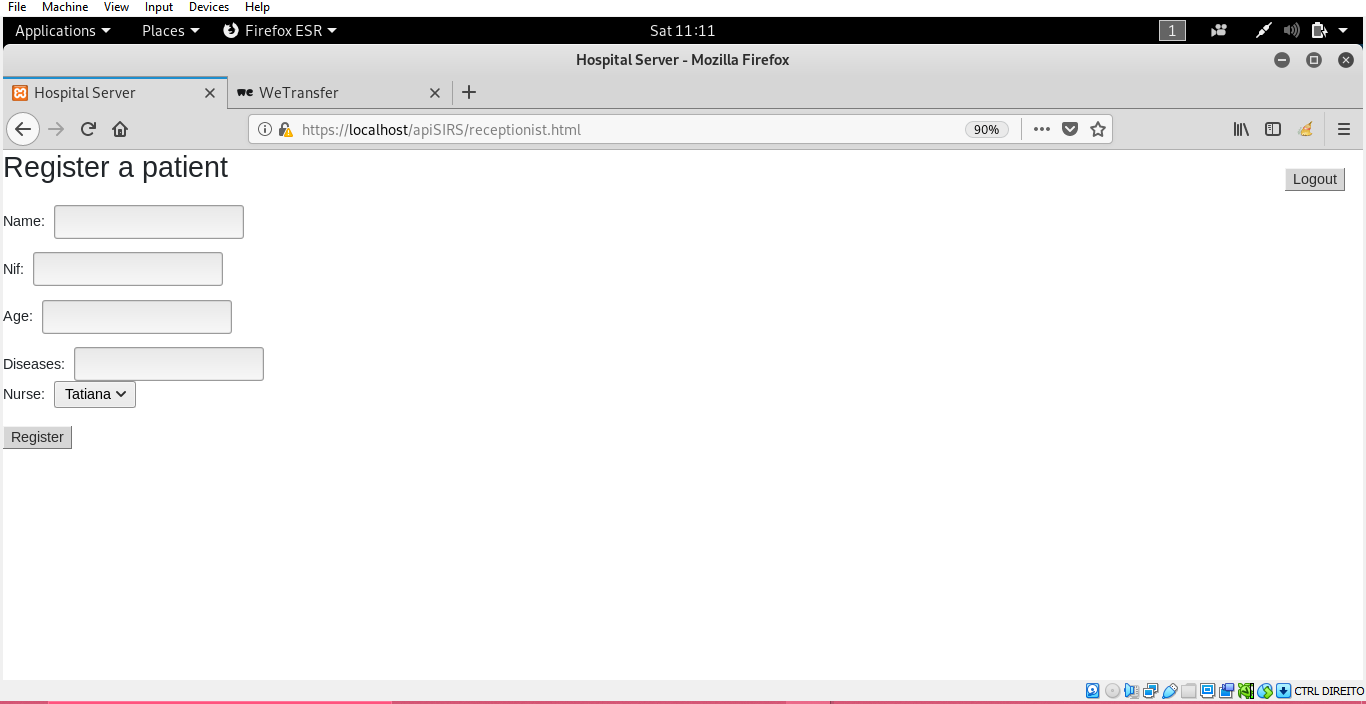 File Machine View Input Devices Help
Applications Places Firefox ESR Sat 11:11 1
Hospital Server - Mozilla Firefox
Hospital Server WeTransfer
https://localhost/apiSIRS/receptionist.html 90%
Register a patient
Logout
Name:
Nif:
Age:
Diseases:
Nurse: Tatiana
Register
CTRL DIREITO